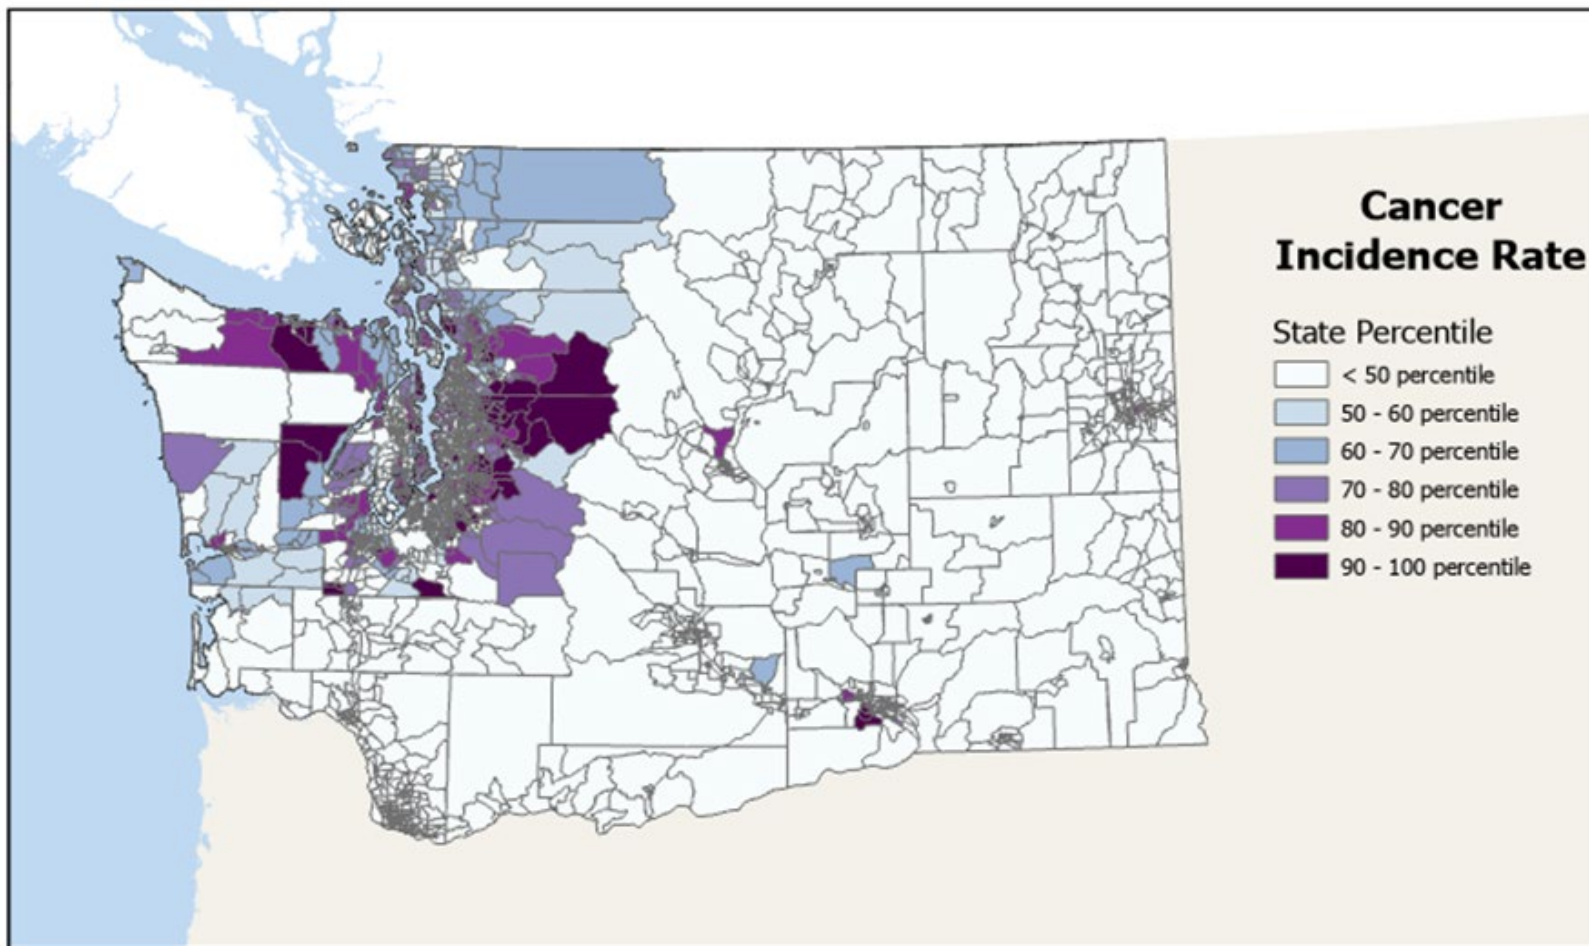 Cancer
Incidence Rate
State Percentile
< 50 percentile
50 - 60 percentile
60 - 70 percentile
70 - 80 percentile
80 - 90 percentile
90 - 100 percentile